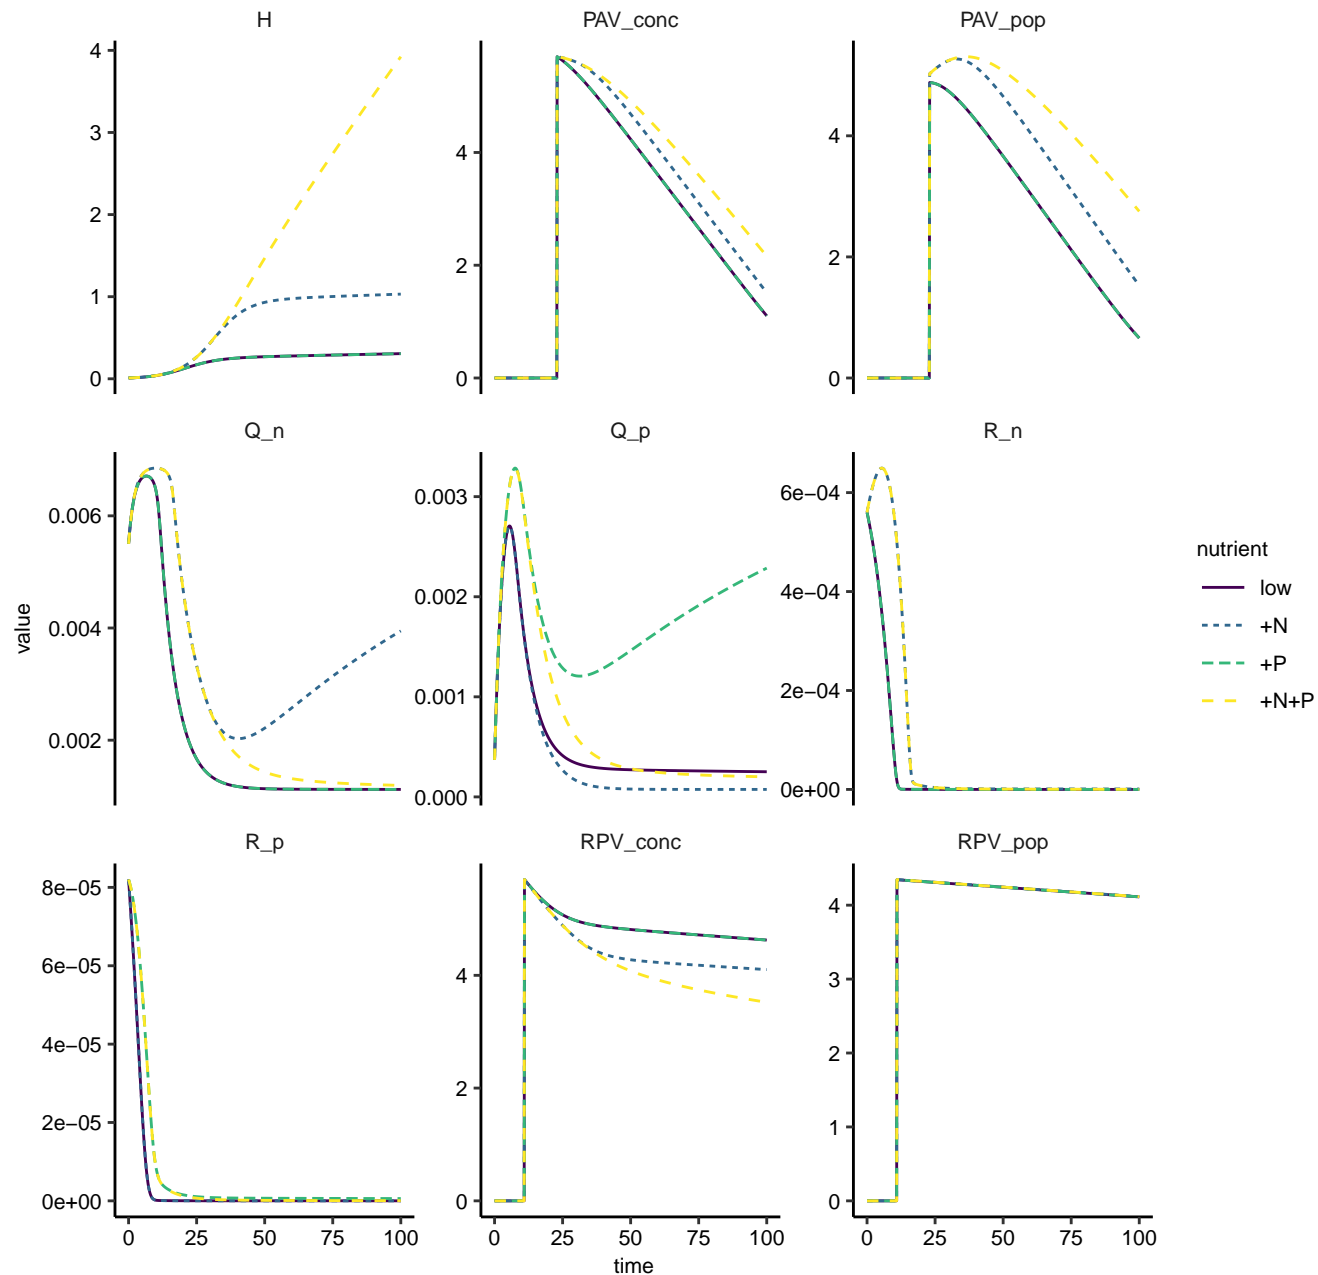 H PAV_conc PAV_pop
4
3
2
1
0
4
2
0
4
2
0
Q_n Q_p R_n
0.006
0.004
0.002
0.003
0.002
0.001
0.000
6e−04
4e−04
2e−04
0e+00
R_p RPV_conc RPV_pop
8e−05
6e−05
4e−05
2e−05
0e+00
4
2
0
4
3
2
1
0
0 25 50 75 100
0 25 50 75 100
0 25 50 75 100
time
value
nutrient
low
+N
+P
+N+P